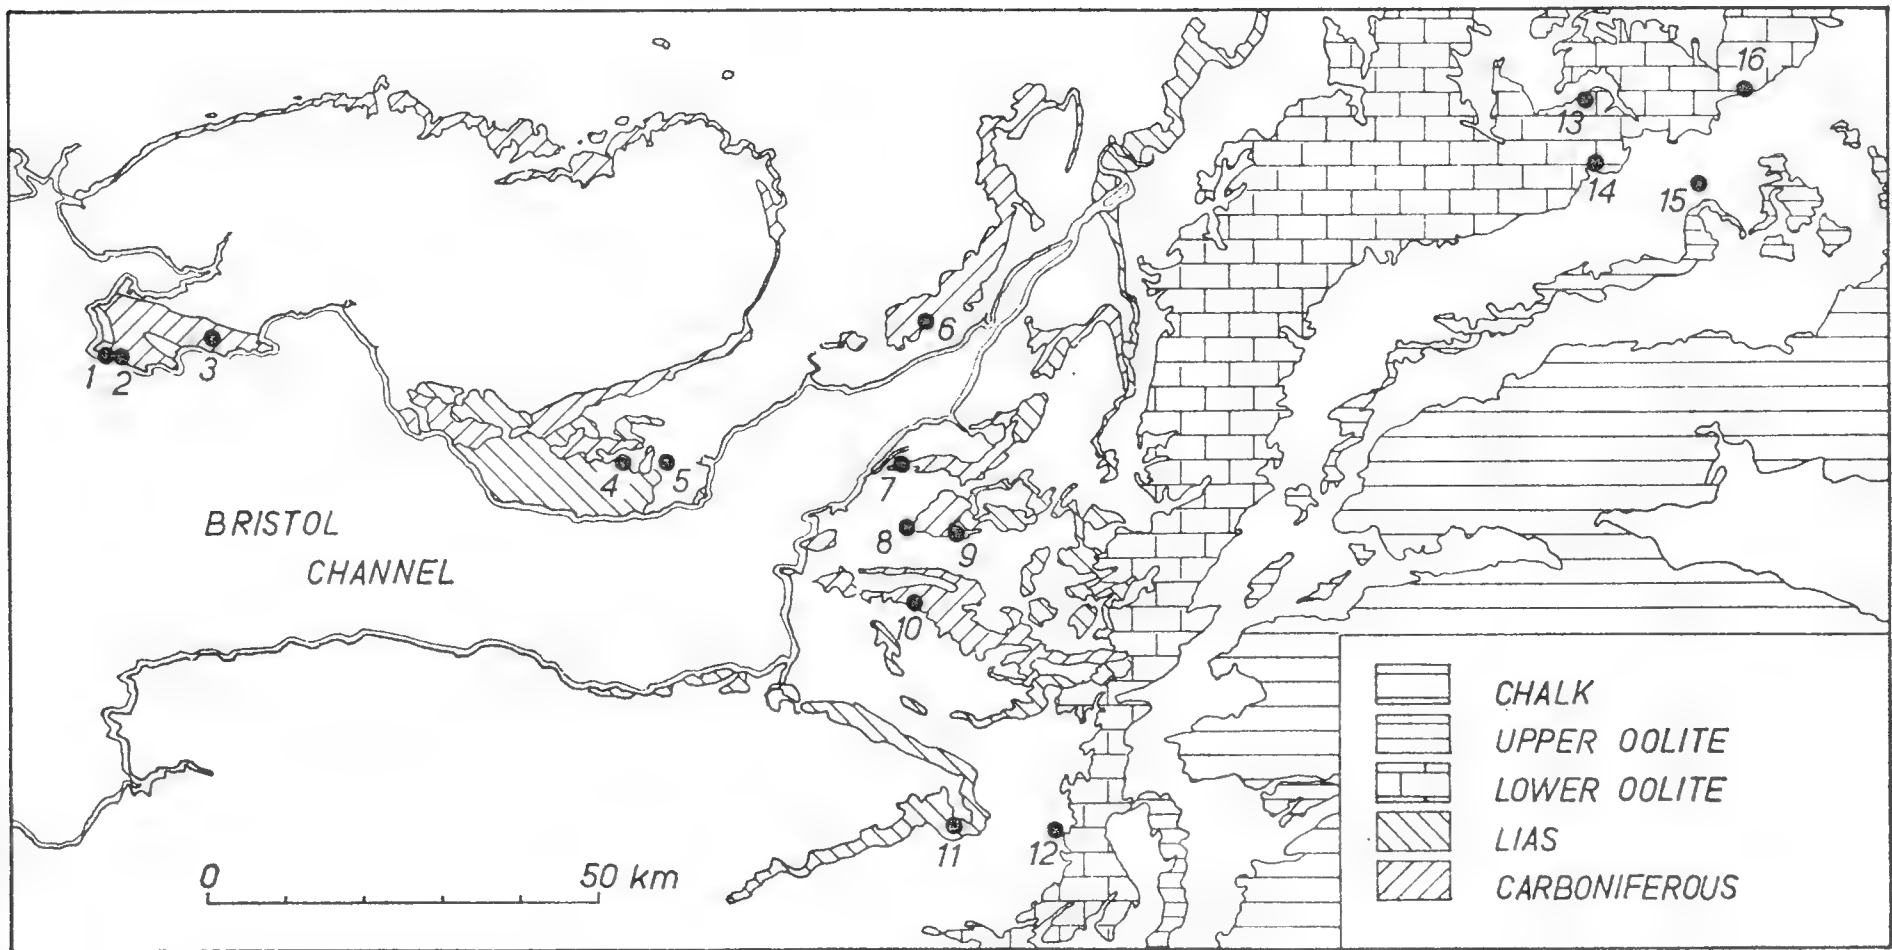 16
13
14
15
6
1
2
3
4
5
7
8
9
10
BRISTOL
CHANNEL
11
12
0
50 km
CHALK
UPPER OOLITE
LOWER OOLITE
LIAS
CARBONIFEROUS